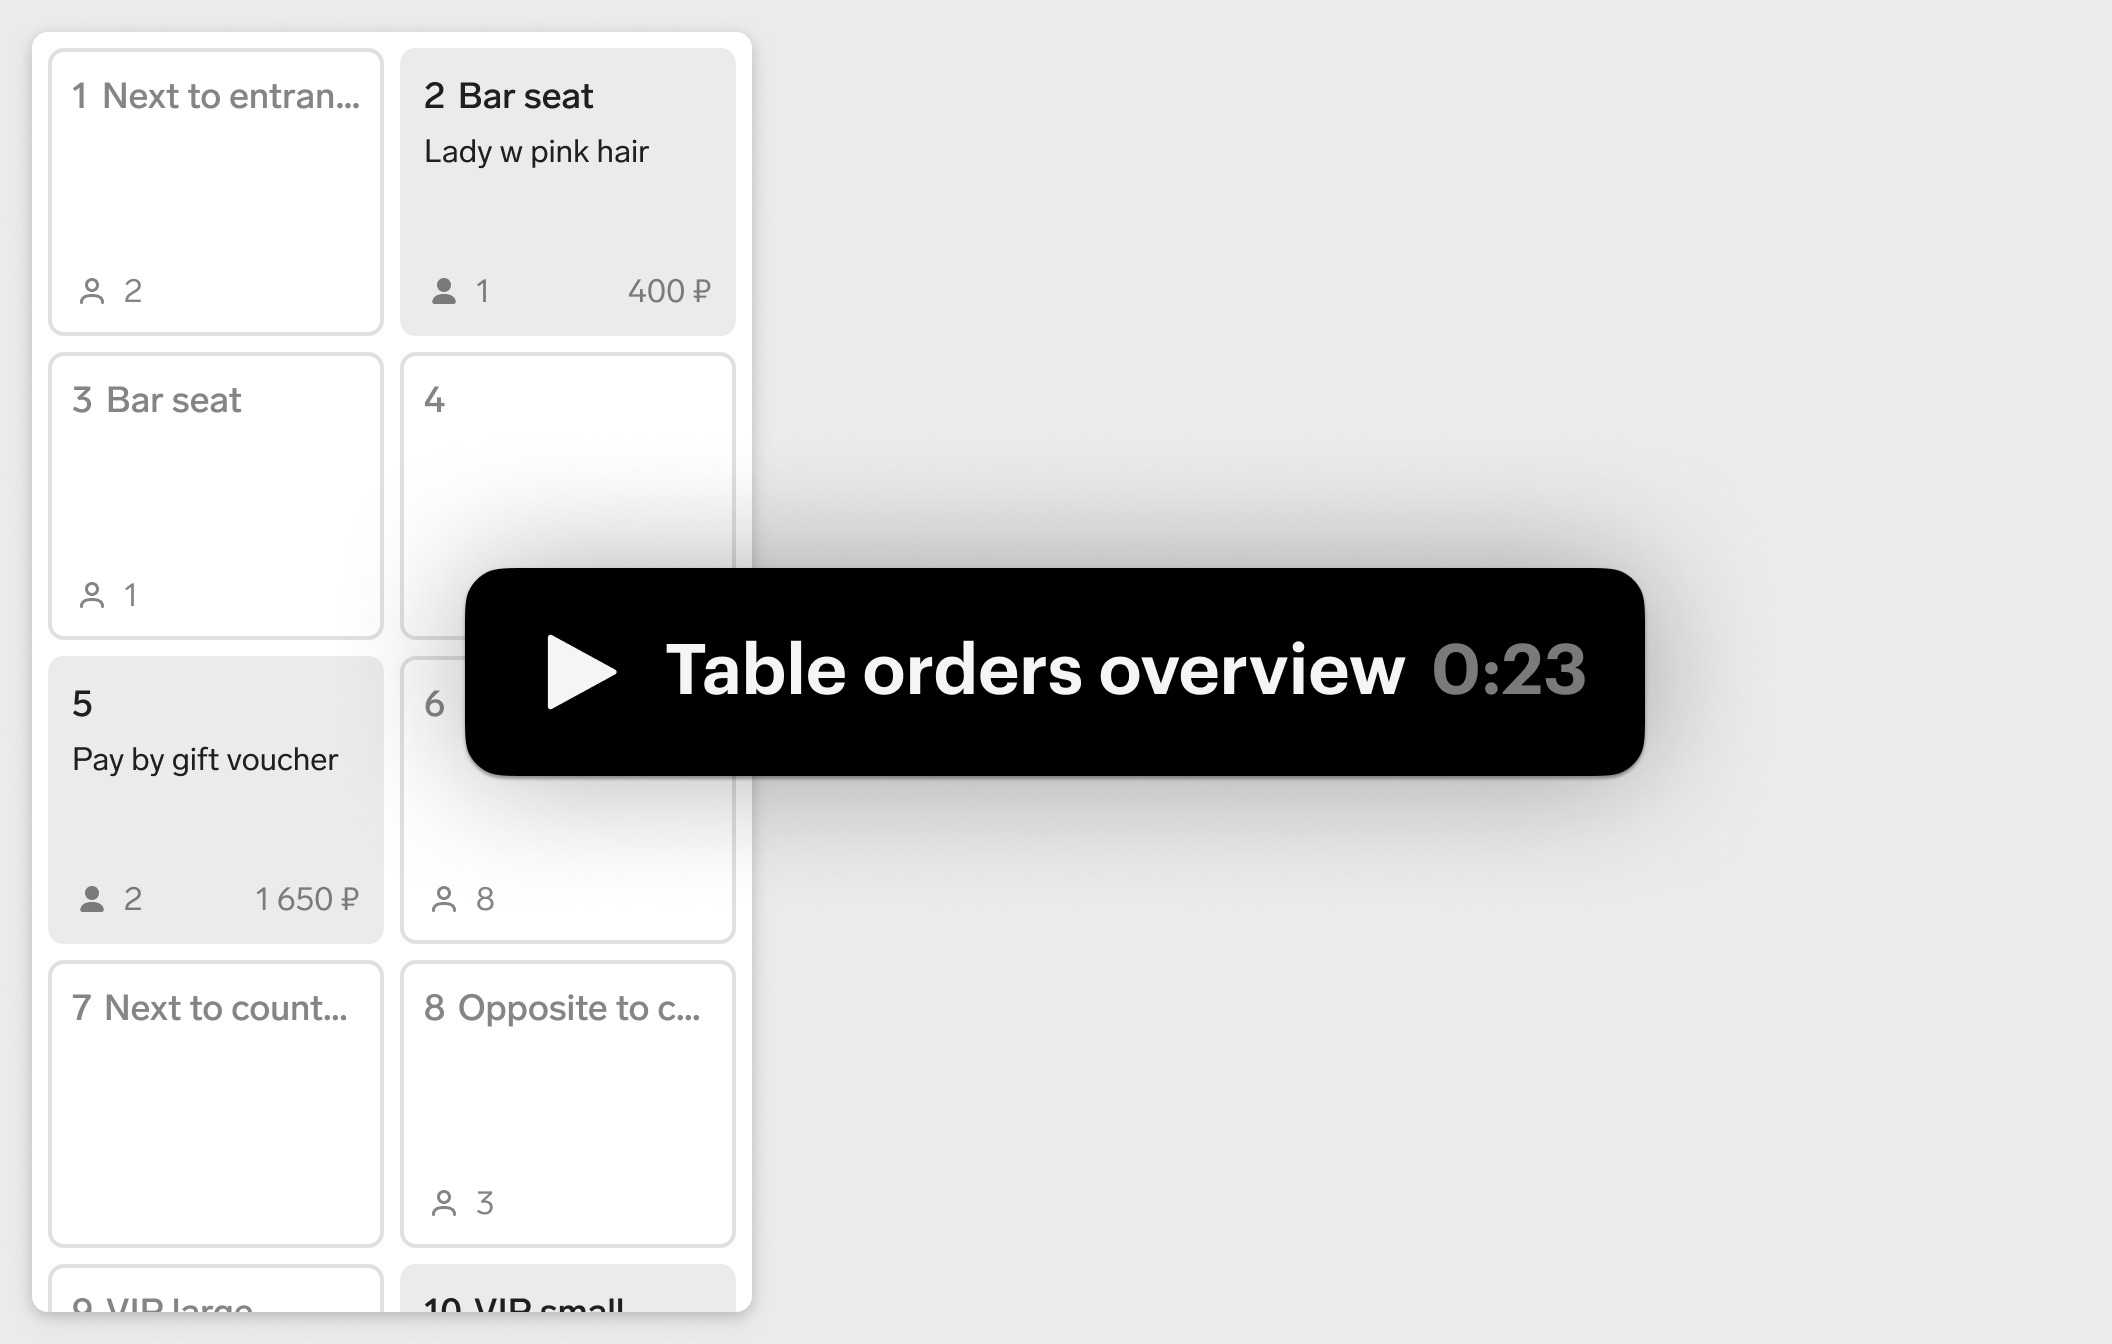 1 Next to entran...
2 Bar seat
Lady w pink hair
2
1
400 ₽
3 Bar seat
4
1
Table orders overview 0:23
5
Pay by gift voucher
6
2
1 650 ₽
8
7 Next to count...
8 Opposite to c...
3
9 VIP large
10 VIP small